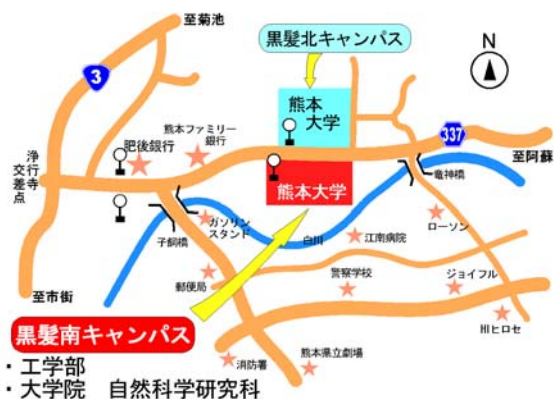 至菊池
黒髪北キャンパス
N
3
熊本
大学
熊本ファミリー
銀行
肥後銀行
337
浄行寺
交差点
至阿蘇
竜神橋
熊本大学
ガソリン
スタンド
ローソン
子飼橋
白川
江南病院
郵便局
警察学校
ジョイフル
至市街
HIヒロセ
黒髪南キャンパス
消防署
熊本県立劇場
・工学部
・大学院 自然科学研究科